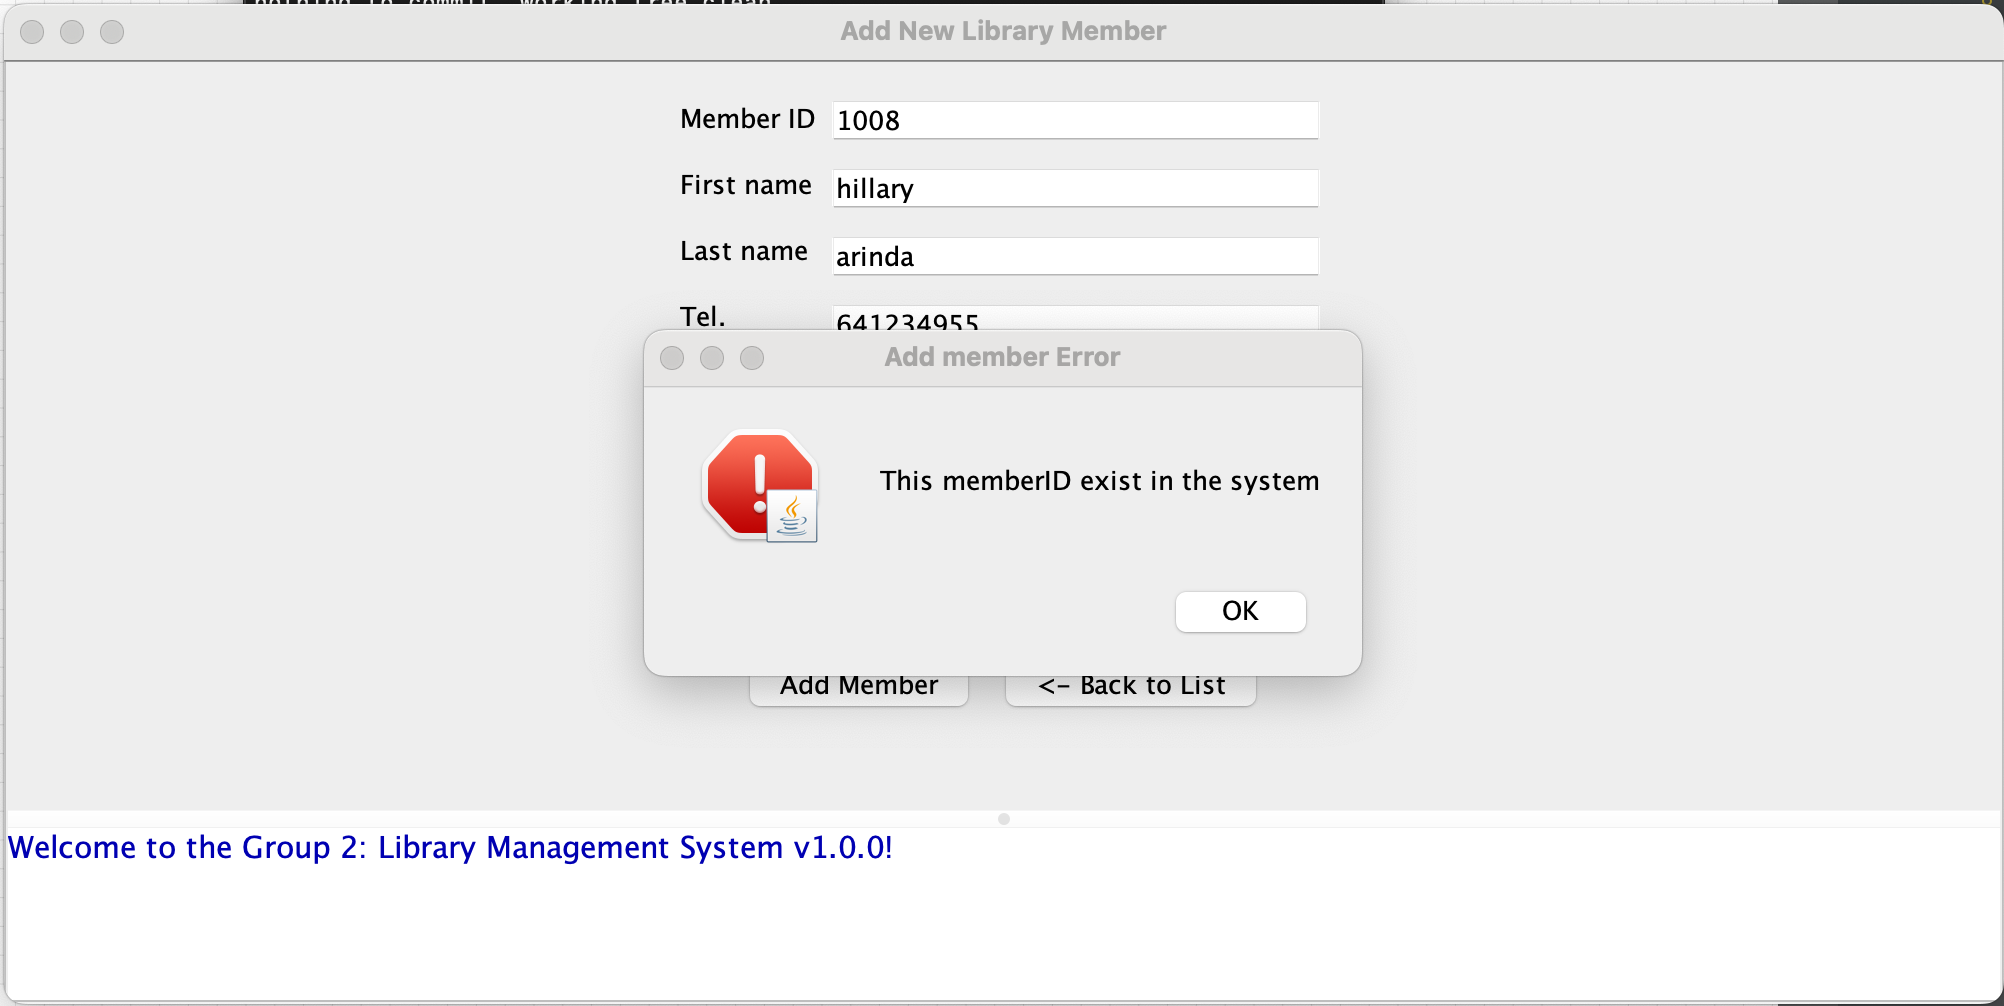 Add New Library Member
Member ID 1008
First name hillary
Last name arinda
Tel. 641234955
Add member Error
This memberID exist in the system
OK
Add Member <- Back to List
Welcome to the Group 2: Library Management System v1.0.0!